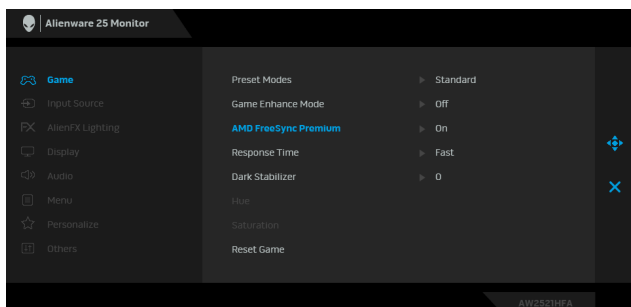 Alienware 25 Monitor
Game
Input Source
AlienFX Lighting
Display
Audio
Menu
Personalize
Others
Preset Modes Standard
Game Enhance Mode Off
AMD FreeSync Premium On
Response Time Fast
Dark Stabilizer 0
Hue
Saturation
Reset Game
AW2521HFA